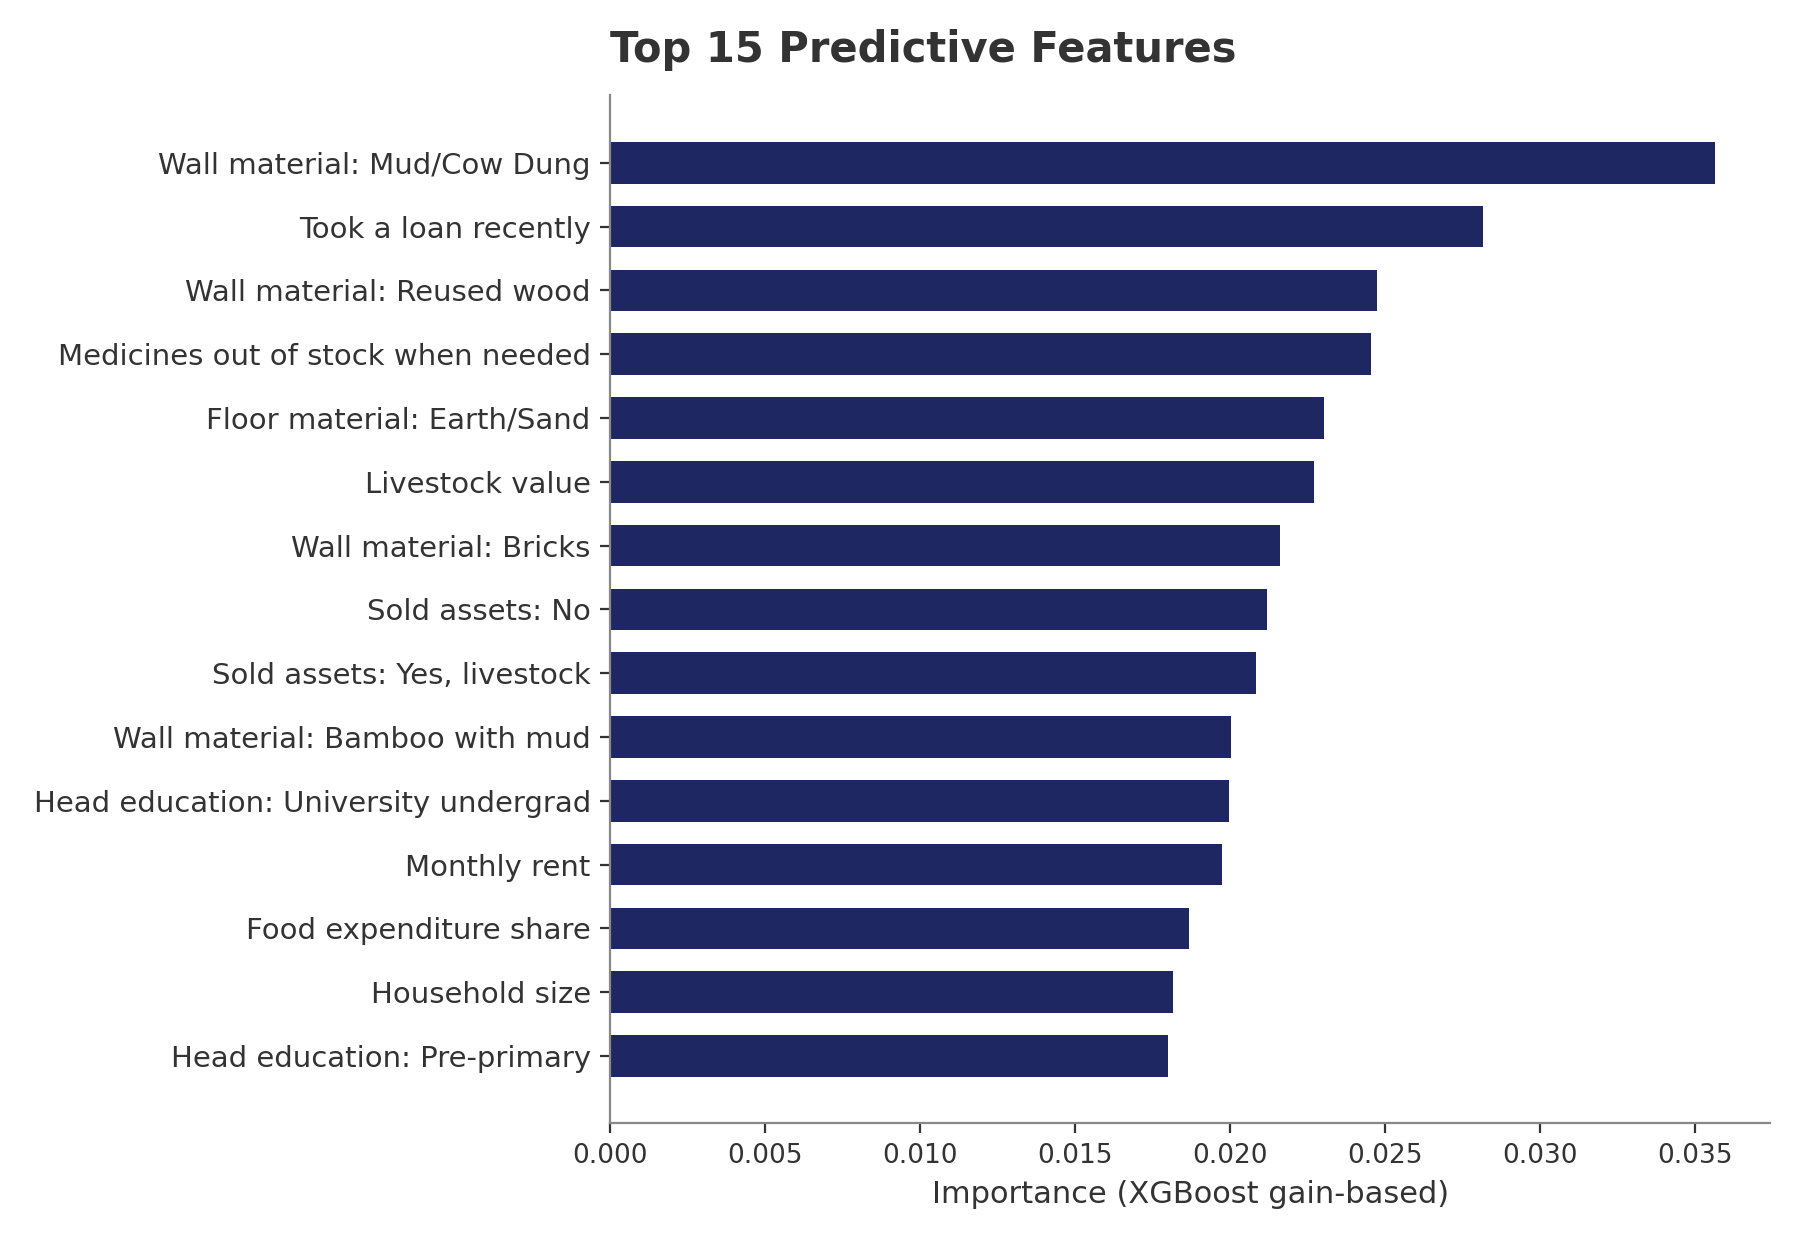 Top 15 Predictive Features
Wall material: Mud/Cow Dung
Took a loan recently
Wall material: Reused wood
Medicines out of stock when needed
Floor material: Earth/Sand
Livestock value
Wall material: Bricks
Sold assets: No
Sold assets: Yes, livestock
Wall material: Bamboo with mud
Head education: University undergrad
Monthly rent
Food expenditure share
Household size
Head education: Pre-primary
0.000 0.005 0.010 0.015 0.020 0.025 0.030 0.035
Importance (XGBoost gain-based)